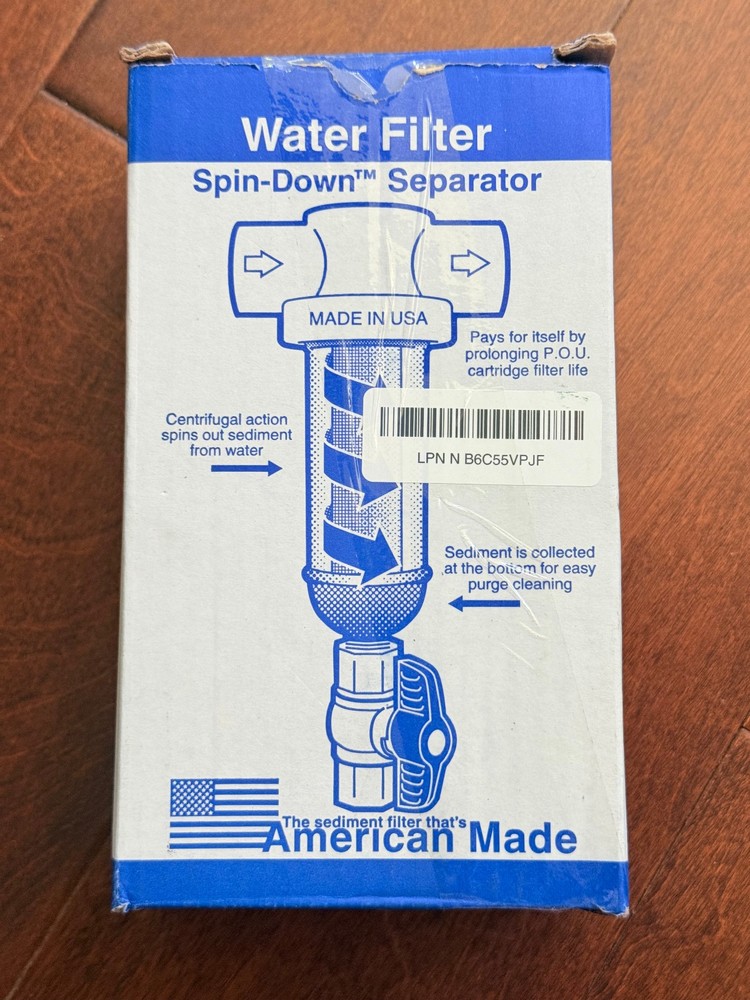 Water Filter
Spin-Down™ Separator
MADE IN USA
Pays for itself by
prolonging P.O.U.
cartridge filter life
Centrifugal action
spins out sediment
from water
LPN N B6C55VPJF
Sediment is collected
at the bottom for easy
purge cleaning
The sediment filter that's
American Made